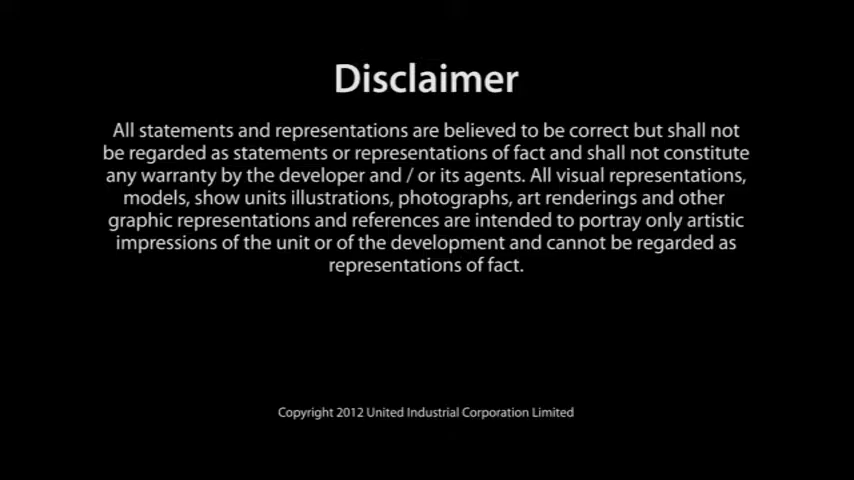 Disclaimer
All statements and representations are believed to be correct but shall not
be regarded as statements or representations of fact and shall not constitute
any warranty by the developer and / or its agents. All visual representations,
models, show units illustrations, photographs, art renderings and other
graphic representations and references are intended to portray only artistic
impressions of the unit or of the development and cannot be regarded as
representations of fact.
Copyright 2012 United Industrial Corporation Limited